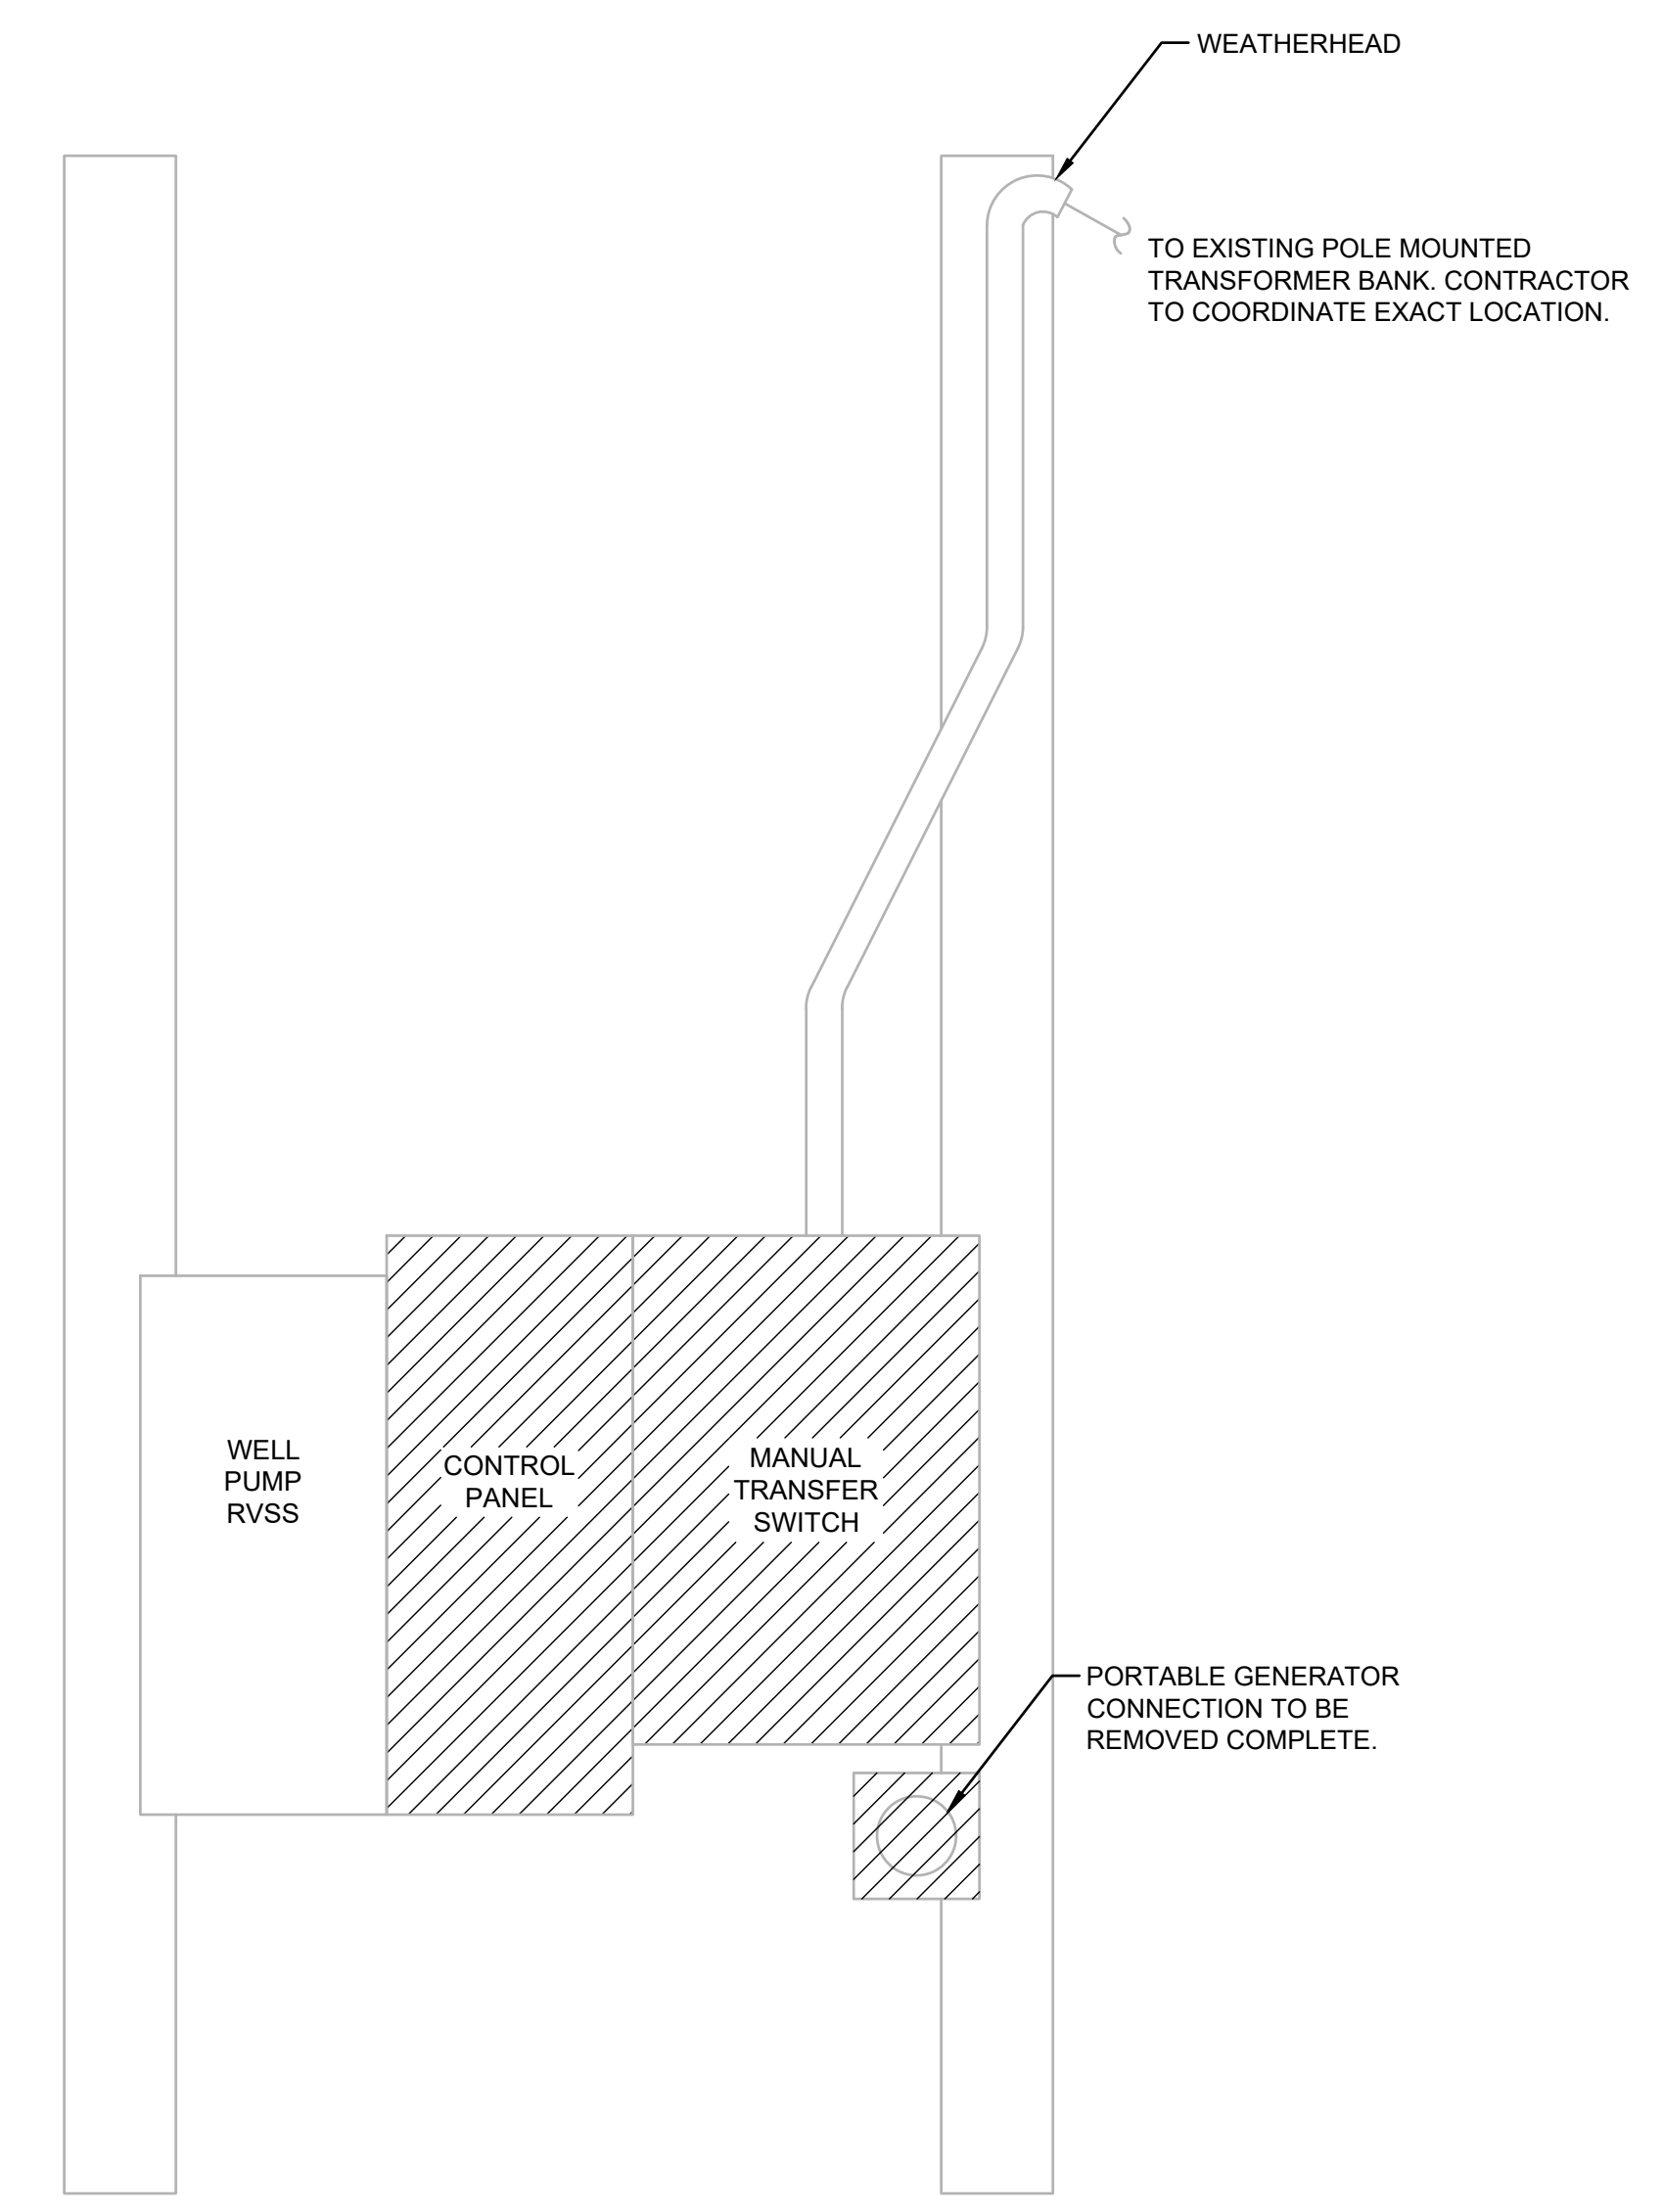 WEATHERHEAD
TO EXISTING POLE MOUNTED
TRANSFORMER BANK. CONTRACTOR
TO COORDINATE EXACT LOCATION.
WELL
PUMP
RVSS
CONTROL
PANEL
MANUAL
TRANSFER
SWITCH
PORTABLE GENERATOR
CONNECTION TO BE
REMOVED COMPLETE.